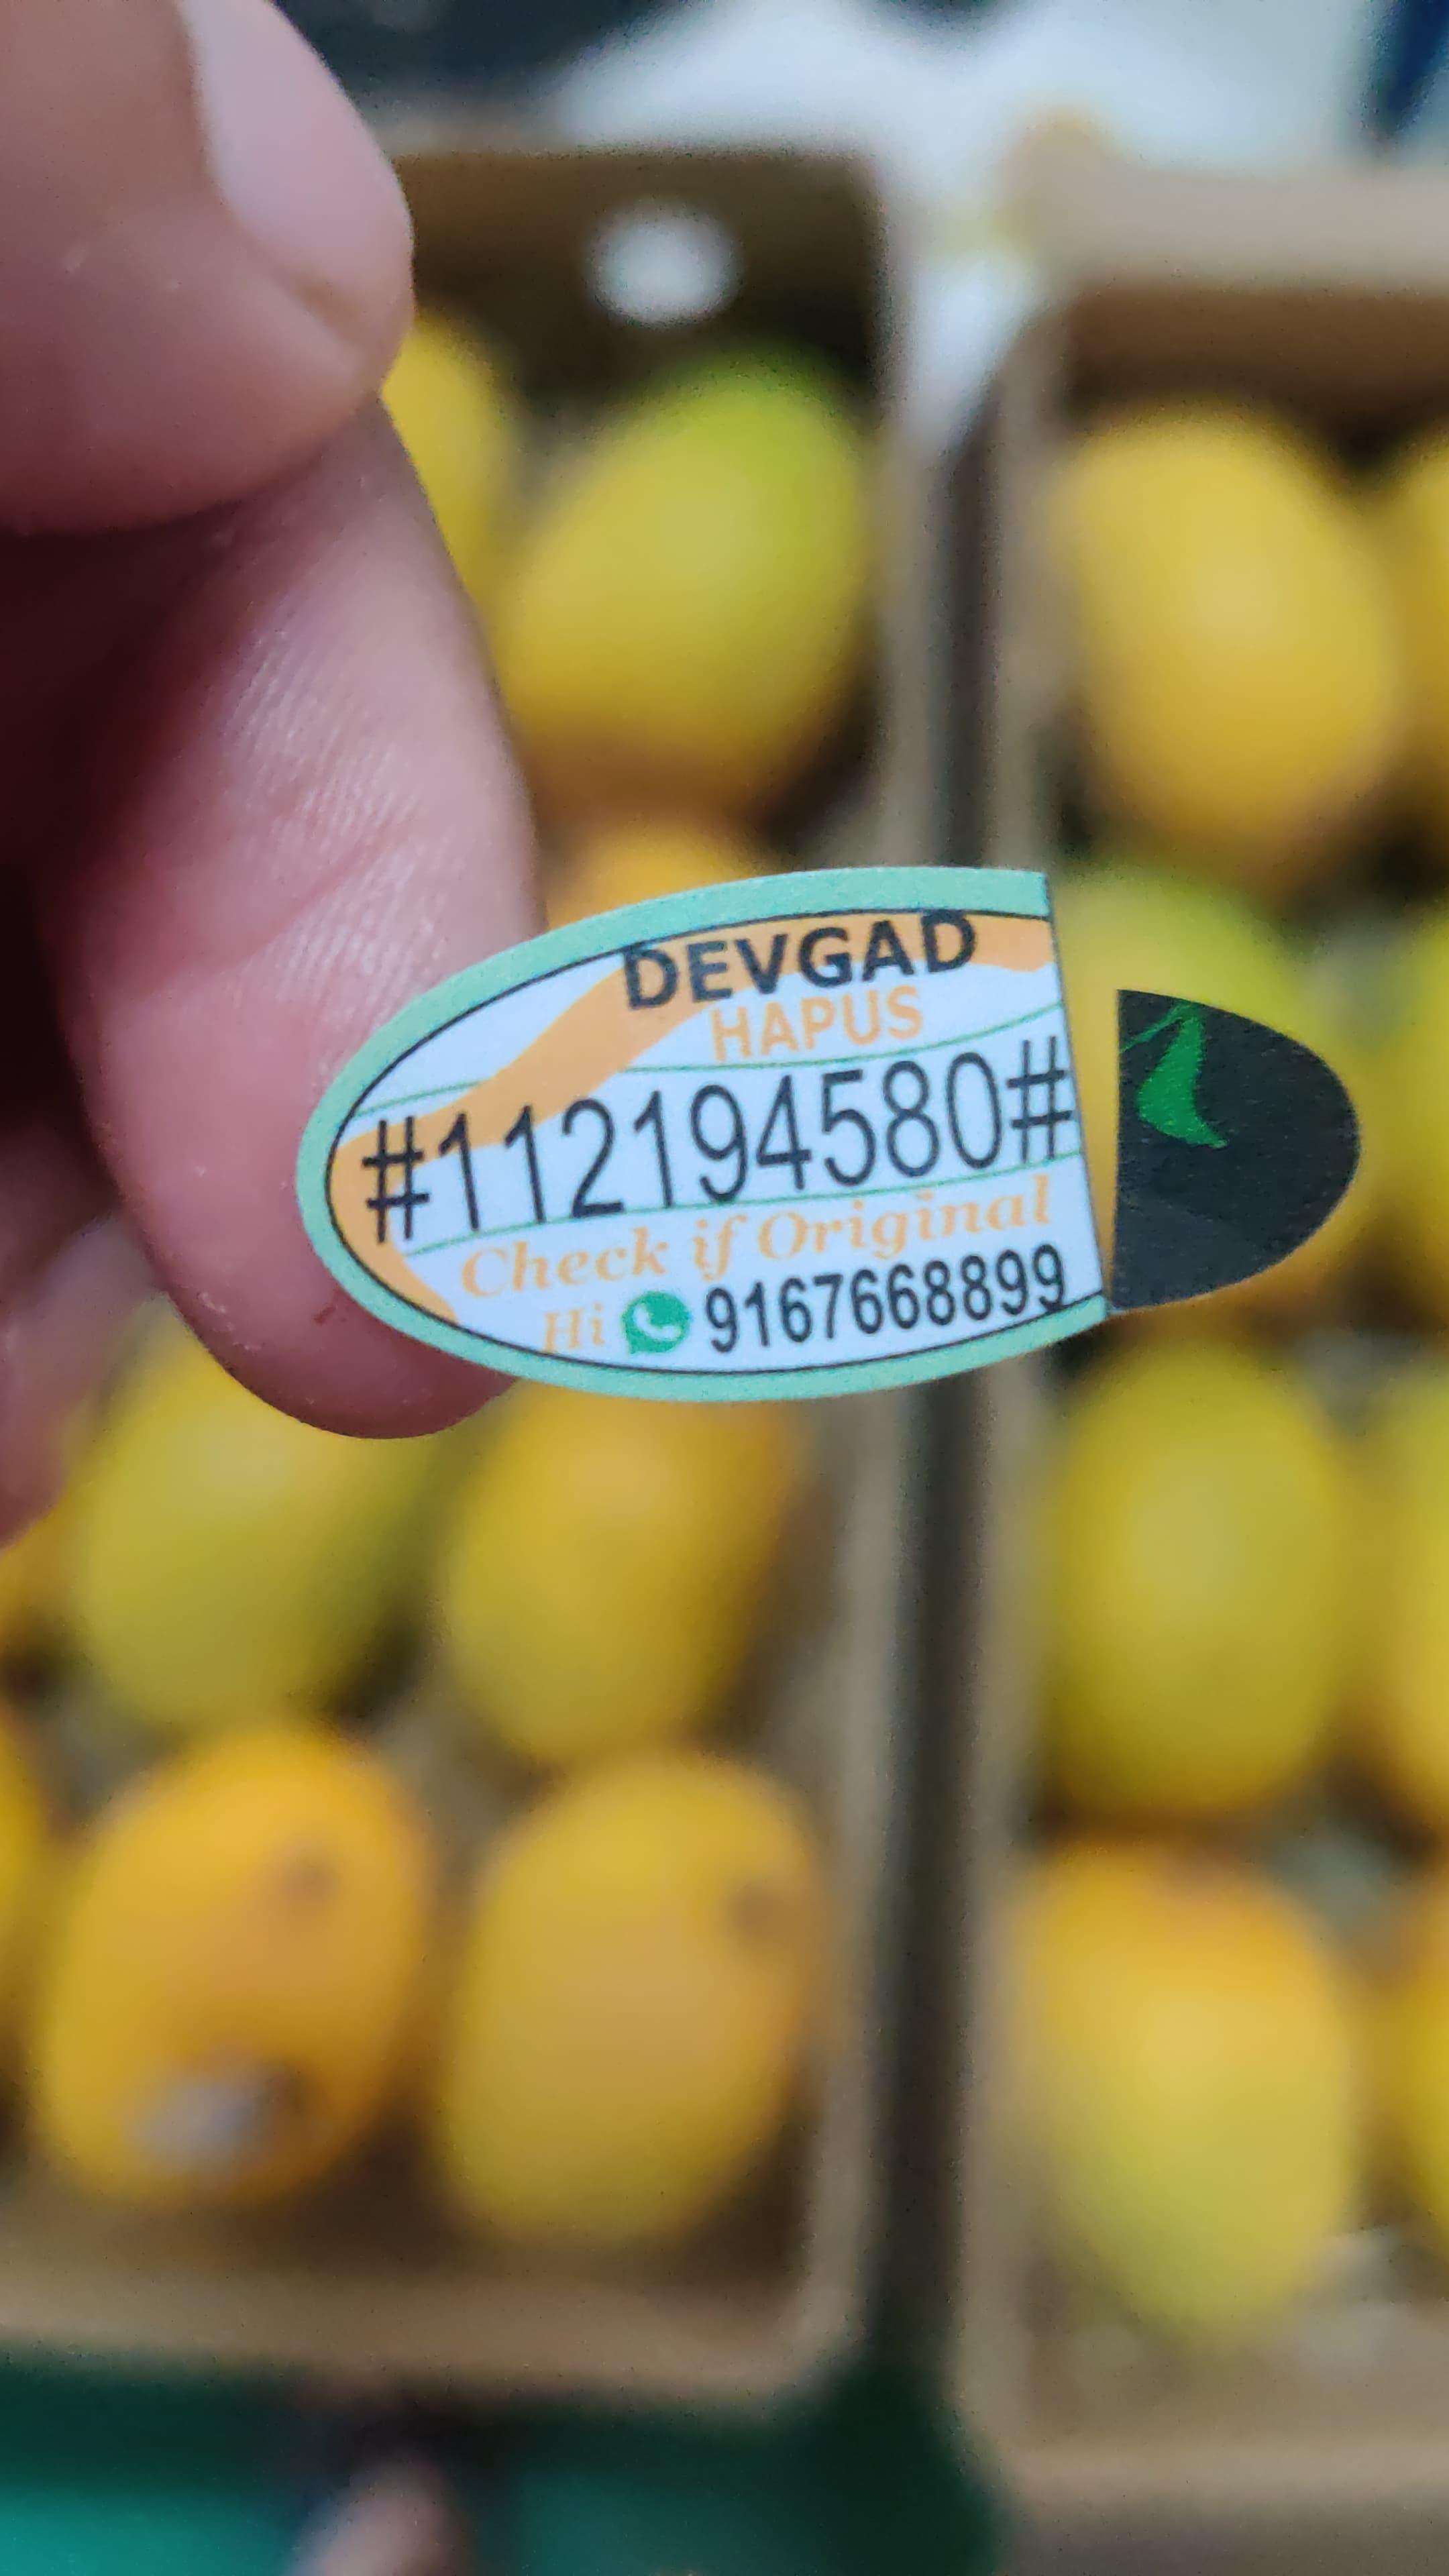 DEVGAD
HAPUS
#112194580#
Check if Original
Hi 9167668899